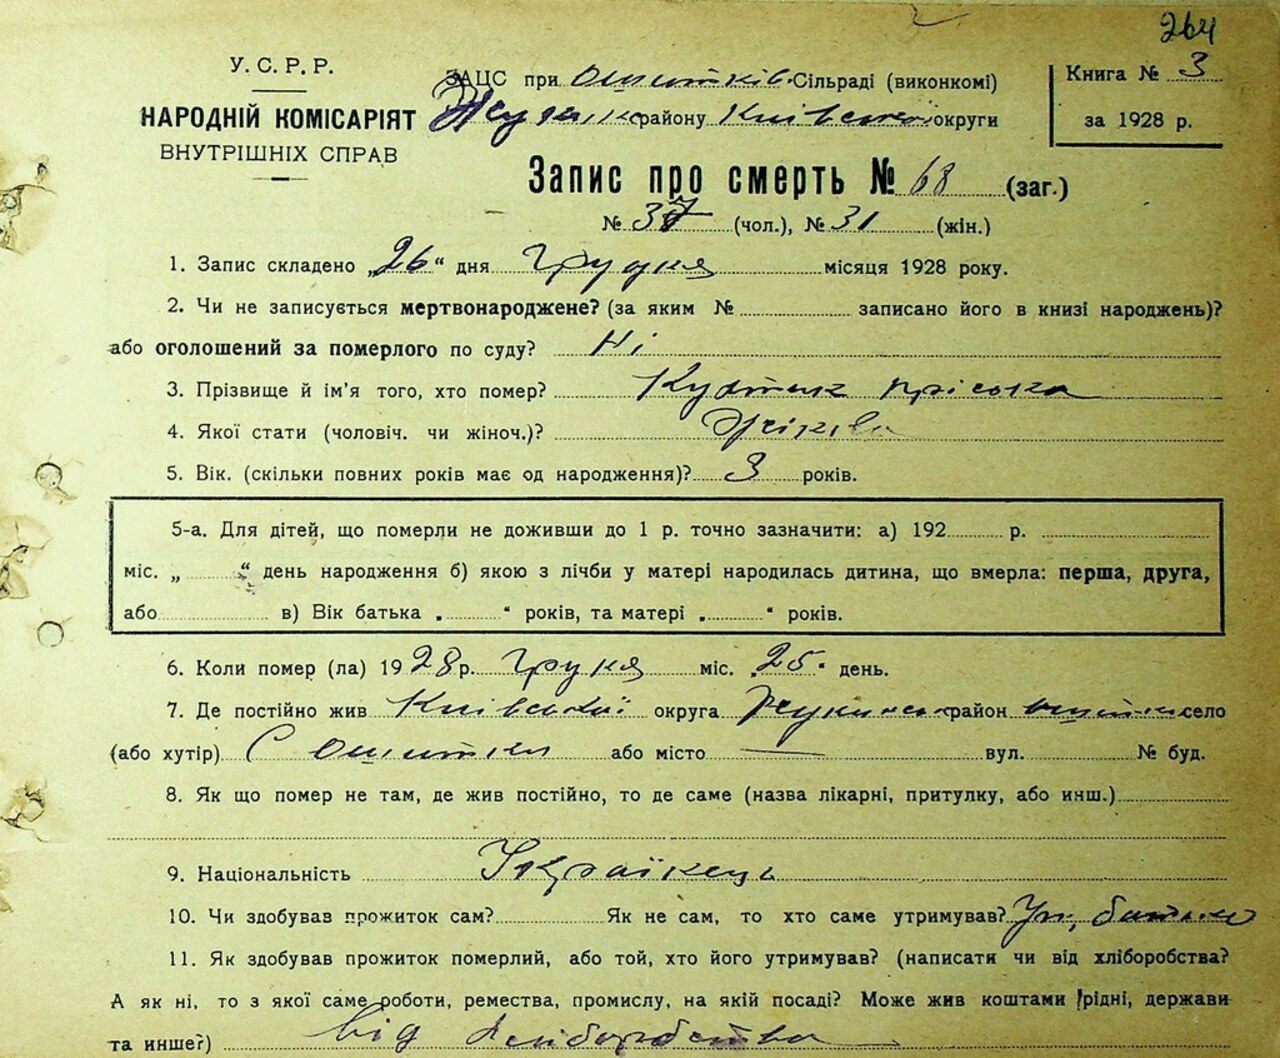 264
У.С.Р.Р.
НАРОДНІЙ КОМІСАРІЯТ
ВНУТРІШНІХ СПРАВ
ЗАЦС при Ошитків. Сільраді (виконкомі)
району Київської округи
Книга № 3
за 1928 р.
Запис про смерть № 68 (заг.)
№ 37 (чол.), № 31 (жін.)
1. Запис складено „26“ дня Грудня місяця 1928 року.
2. Чи не записується мертвонароджене? (за яким № записано його в книзі народжень)?
або оголошений за померлого по суду? Ні
3. Прізвище й ім'я того, хто помер? Пріська
4. Якої стати (чоловіч. чи жіноч.)?
5. Вік. (скільки повних років має од народження)? 3 років.
5-а. Для дітей, що померли не доживши до 1 р. точно зазначити: а) 192 р.
міс. „ “ день народження б) якою з лічби у матері народилась дитина, що вмерла: перша, друга,
або в) Вік батька „ “ років, та матері „ “ років.
6. Коли помер (ла) 1928 р. Грудня міс. „25“ день.
7. Де постійно жив Київської округа район село
(або хутір) С Ошитки або місто — вул. № буд.
8. Як що помер не там, де жив постійно, то де саме (назва лікарні, притулку, або инш.)
9. Національність Українець
10. Чи здобував прожиток сам? Як не сам, то хто саме утримував?
11. Як здобував прожиток померлий, або той, хто його утримував? (написати чи від хліборобства?
А як ні, то з якої саме роботи, ремества, промислу, на якій посаді? Може жив коштами рідні, держави
та инше?) від хліборобства